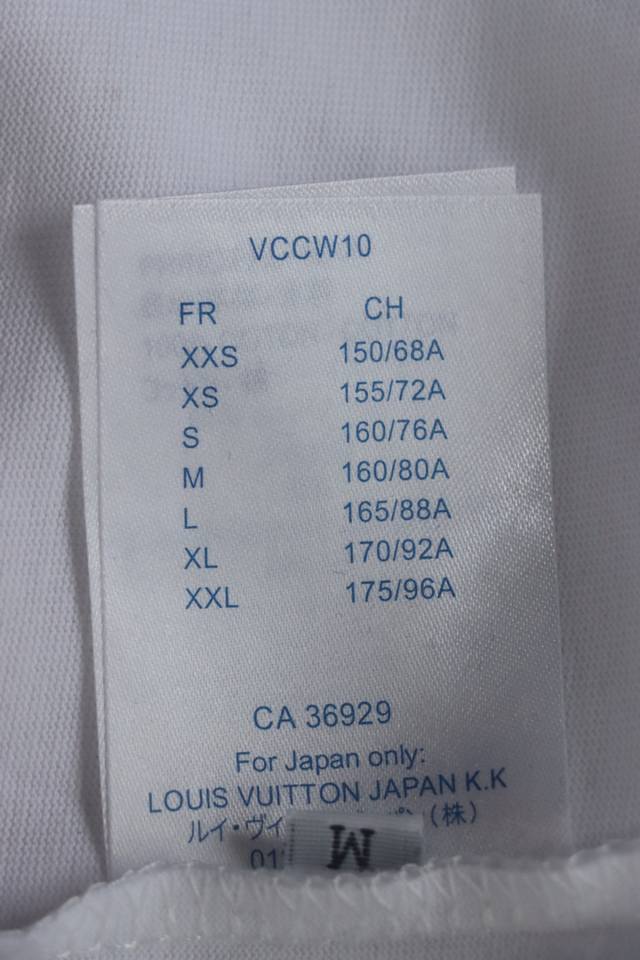 VCCW10
FR CH
XXS 150/68A
XS 155/72A
S 160/76A
M 160/80A
L 165/88A
XL 170/92A
XXL 175/96A
CA 36929
For Japan only:
LOUIS VUITTON JAPAN K.K
ルイ・ヴィ (株)
01
M